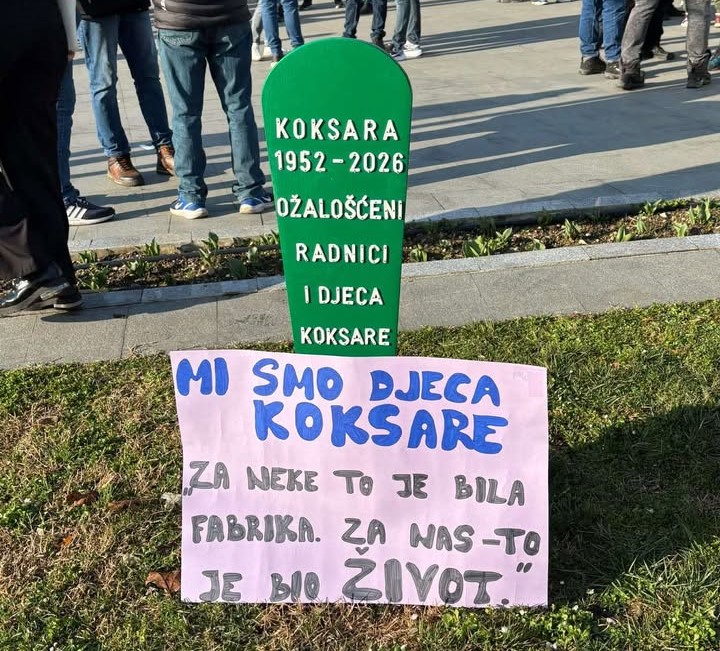 KOKSARA
1952-2026
OŽALOŠĆENI
RADNICI
I DJECA
KOKSARE
MI SMO DJECA
KOKSARE
„ZA NEKE TO JE BILA
FABRIKA. ZA NAS-TO
JE BIO ŽIVOT."